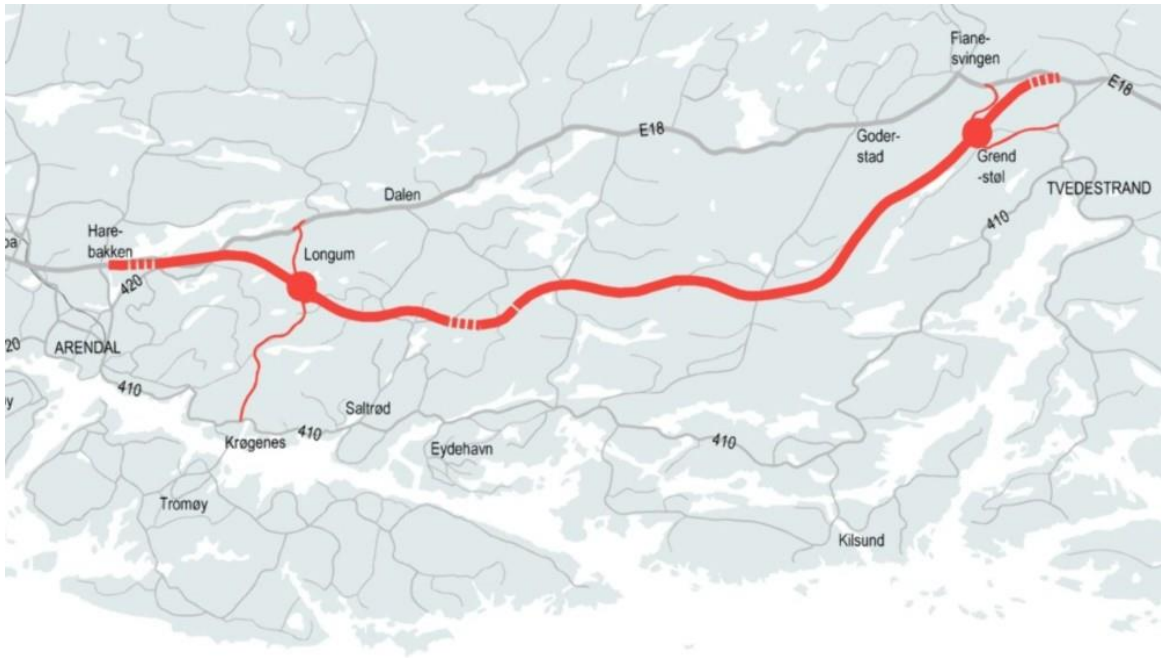 Fiane-
svingen
E18
E18
Goder-
stad
Grend
-støl
TVEDESTRAND
410
Dalen
Hare-
bakken
Longum
420
ARENDAL
410
Saltrød
410
Krøgenes
Eydehavn
410
Tromøy
Kilsund